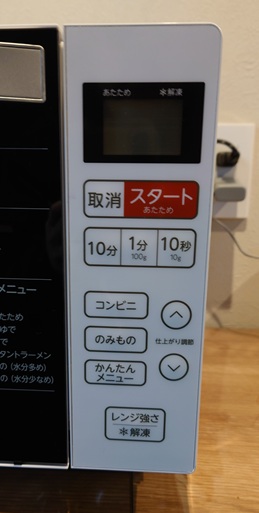 あたため ✲解凍
取消 スタート
あたため
10分 1分 10秒
100g 10g
コンビニ
のみもの 仕上がり調節
かんたん
メニュー
レンジ強さ
✲解凍
メニュー
たため
ゆで
で
タントラーメン
の (水分多め)
の (水分少なめ)